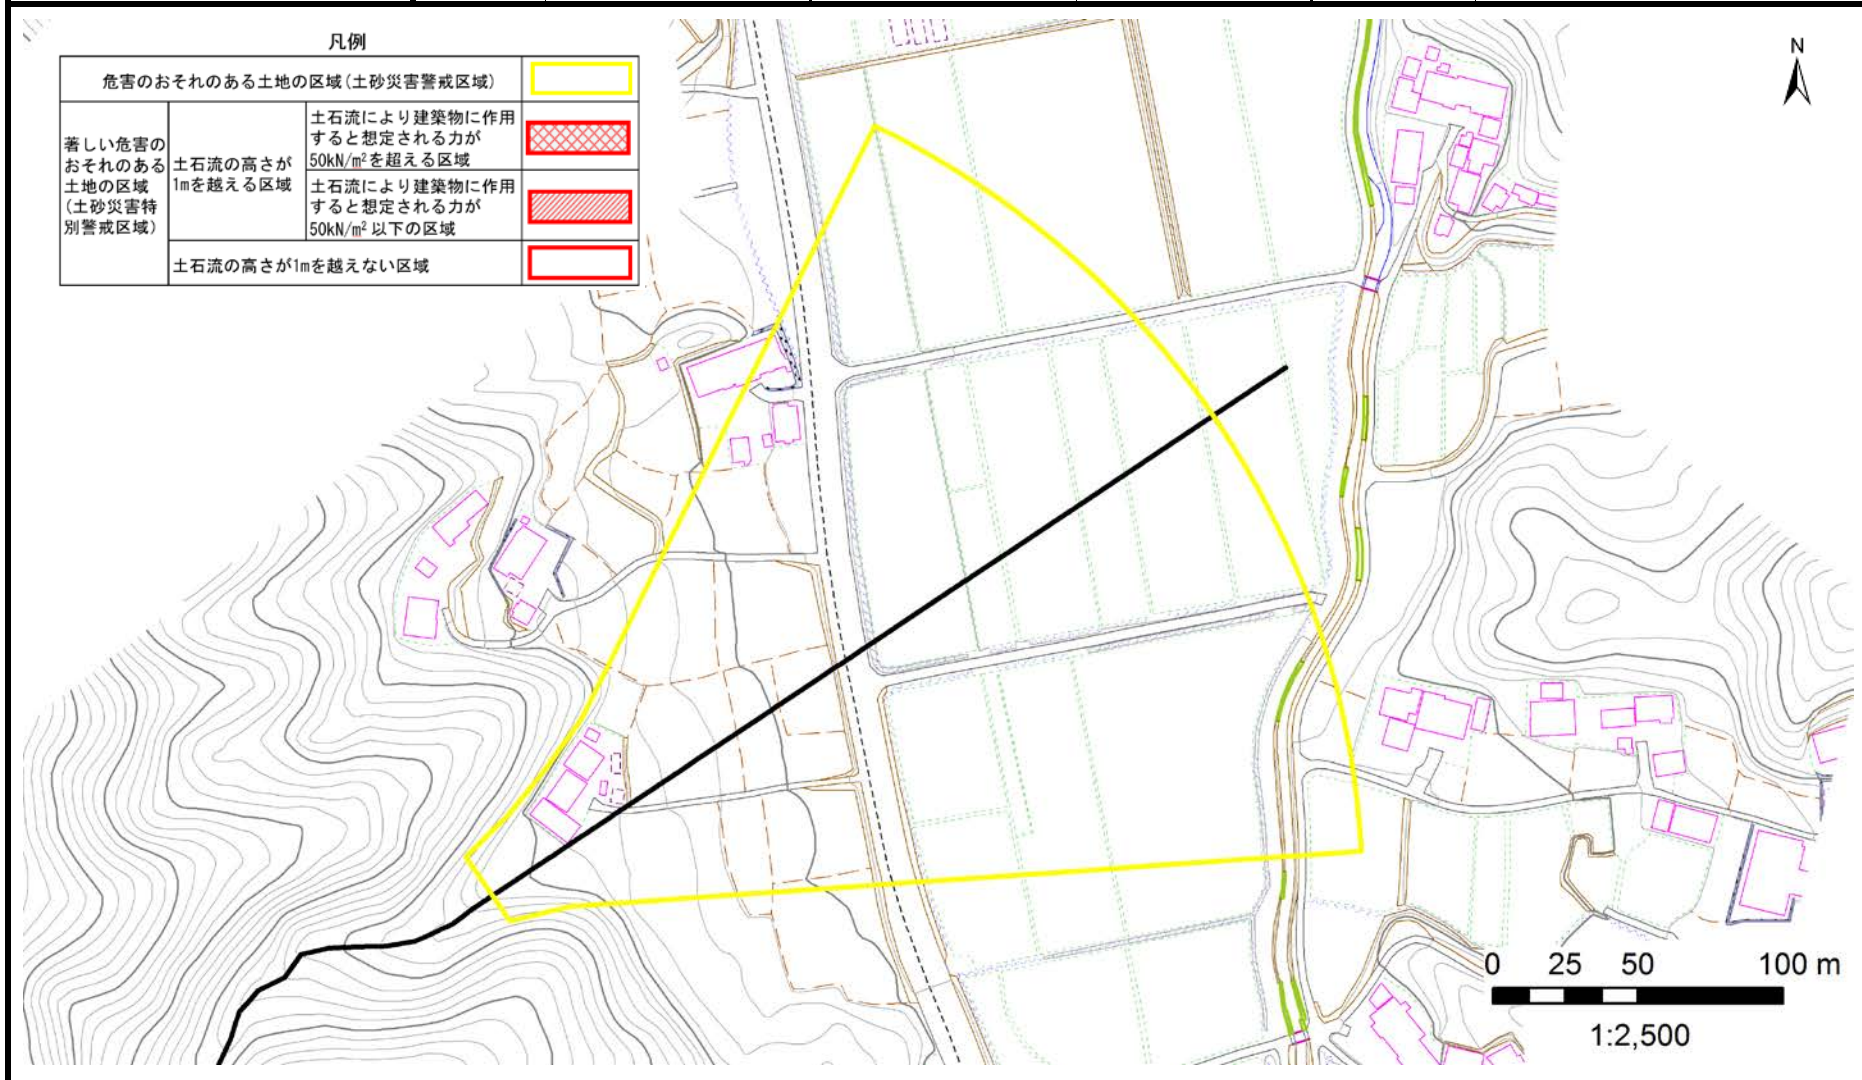 凡例
危害のおそれのある土地の区域（土砂災害警戒区域）
著しい危害の
おそれのある
土地の区域
（土砂災害特
別警戒区域）
土石流の高さが
1mを越える区域
土石流により建築物に作用
すると想定される力が
50kN/m²を超える区域
土石流により建築物に作用
すると想定される力が
50kN/m² 以下の区域
土石流の高さが1mを越えない区域
N
0 25 50 100 m
1:2,500